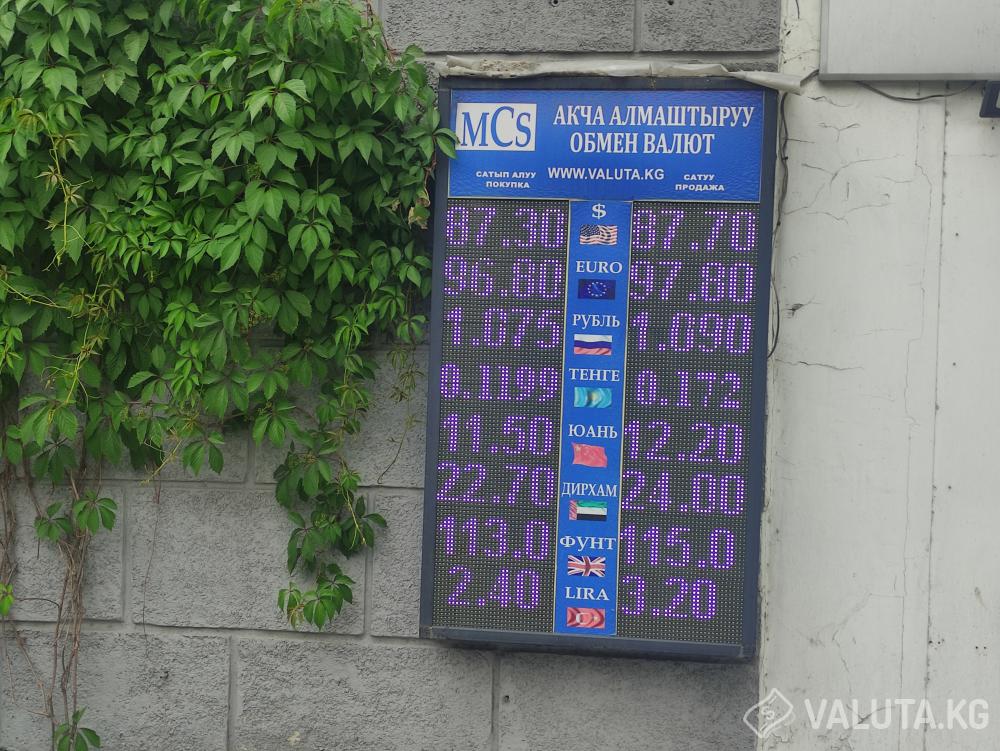 MCS
АКЧА АЛМАШТЫРУУ
ОБМЕН ВАЛЮТ
САТЫП АЛУУ
ПОКУПКА
WWW.VALUTA.KG
САТУУ
ПРОДАЖА
87.30 $ 87.70
96.80 EURO 97.80
1.075 РУБЛЬ 1.090
0.1199 ТЕНГЕ 0.172
11.50 ЮАНЬ 12.20
22.70 ДИРХАМ 24.00
113.0 ФУНТ 115.0
2.40 LIRA 3.20
VALUTA.KG